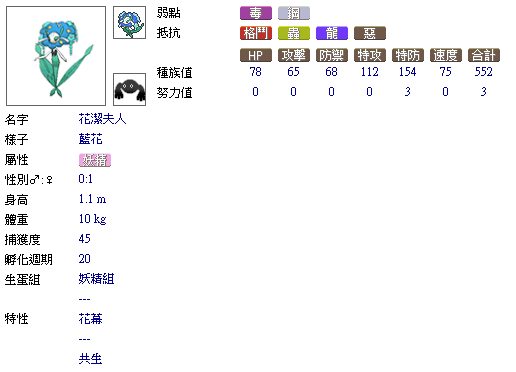 弱點 毒 鋼
抵抗 格鬥 蟲 龍 惡
HP 攻擊 防禦 特攻 特防 速度 合計
種族值 78 65 68 112 154 75 552
努力值 0 0 0 0 3 0 3
名字 花潔夫人
樣子 藍花
屬性 妖精
性別♂:♀ 0:1
身高 1.1 m
體重 10 kg
捕獲度 45
孵化週期 20
生蛋組 妖精組
---
特性 花幕
---
共生